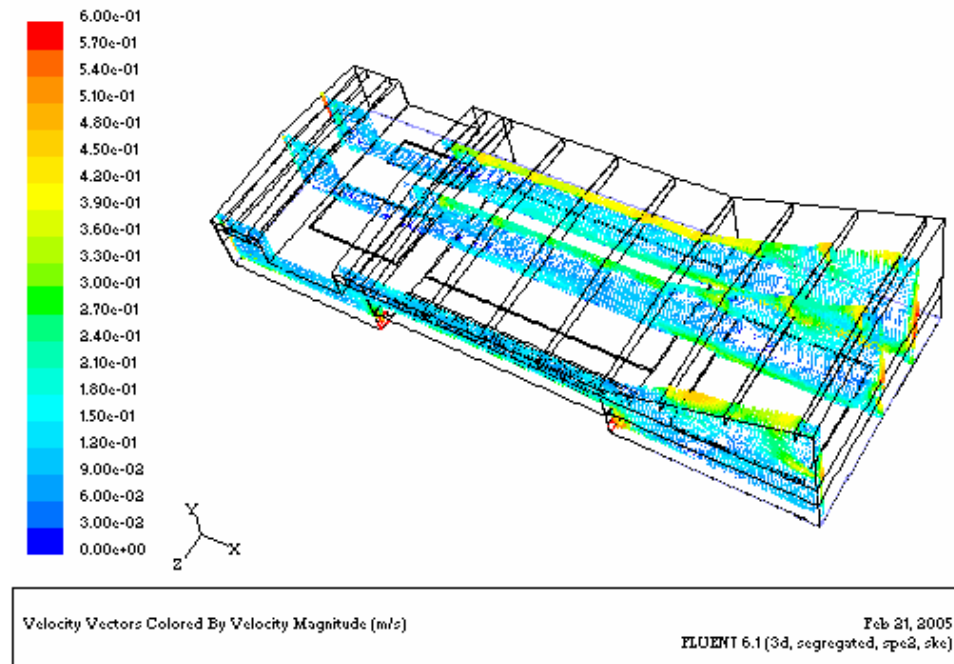 6.00e-01
5.70e-01
5.40e-01
5.10e-01
4.80e-01
4.50e-01
4.20e-01
3.90e-01
3.60e-01
3.30e-01
3.00e-01
2.70e-01
2.40e-01
2.10e-01
1.80e-01
1.50e-01
1.20e-01
9.00e-02
6.00e-02
3.00e-02
0.00e+00
Y
X
Z
Velocity Vectors Colored By Velocity Magnitude (m/s)
Feb 21, 2005
FLUENT 6.1 (3d, segregated, spe2, ske)